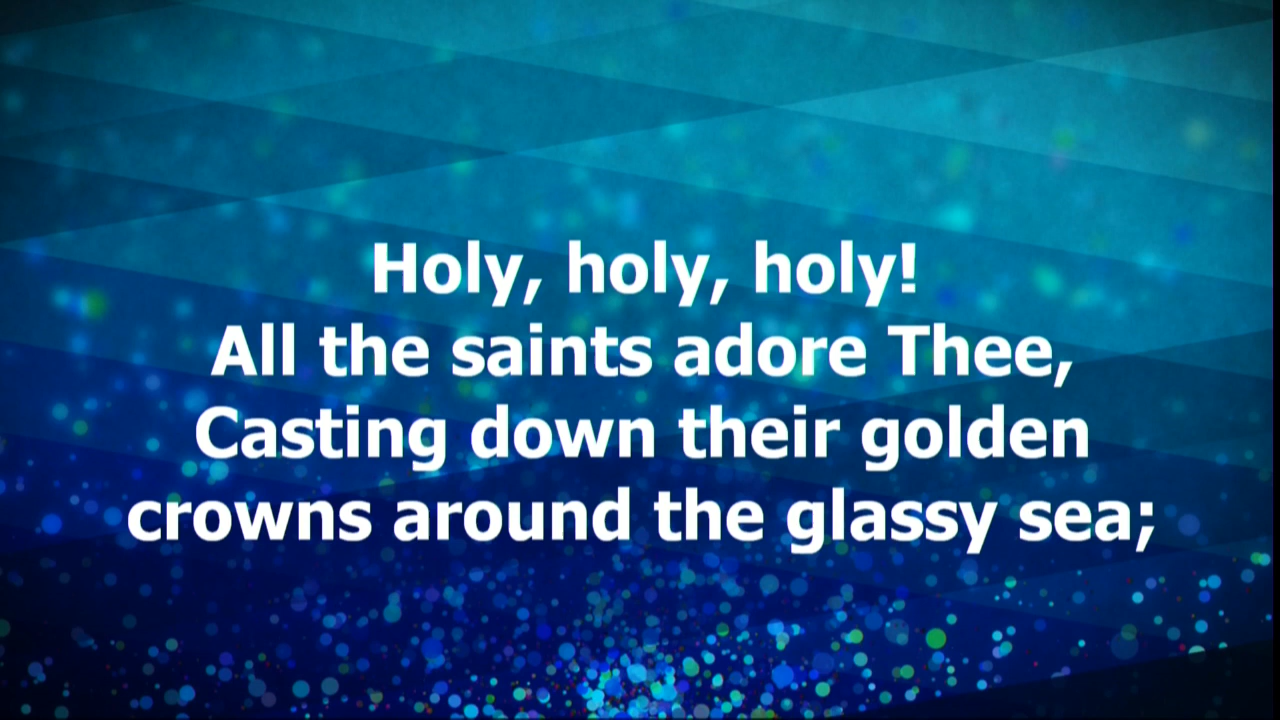 Holy, holy, holy!
All the saints adore Thee,
Casting down their golden
crowns around the glassy sea;